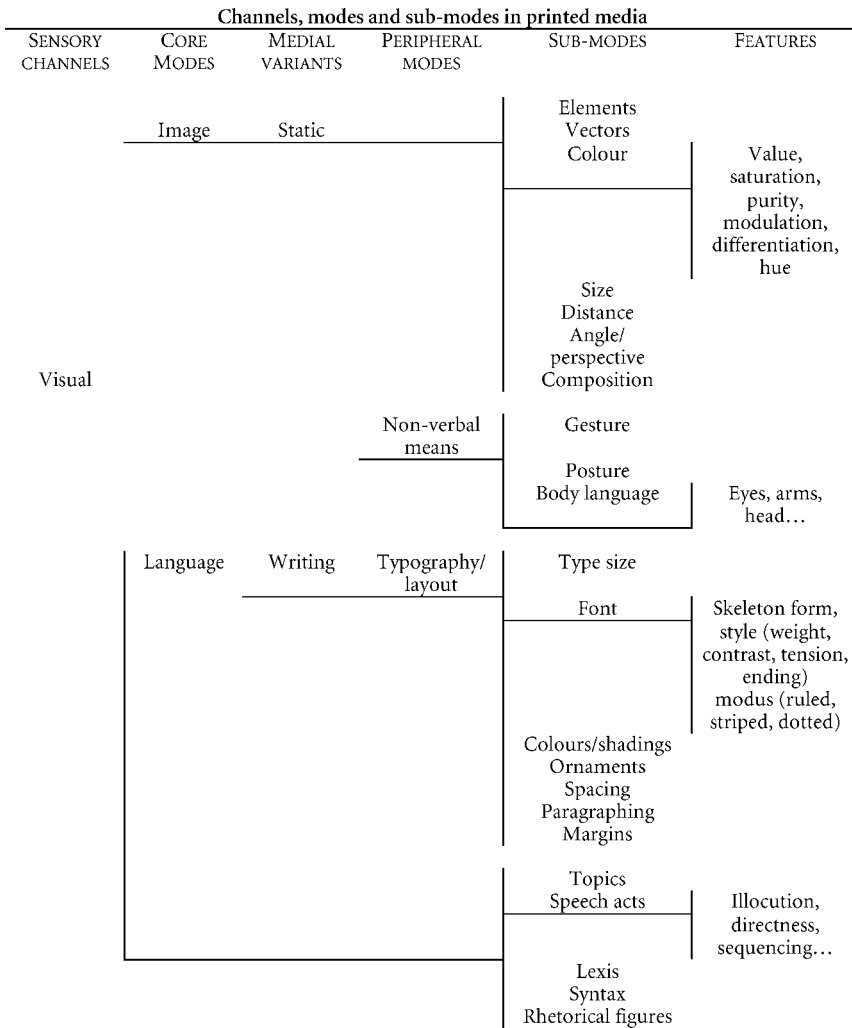 Channels, modes and sub-modes in printed media
SENSORY CHANNELS CORE MODES MEDIAL VARIANTS PERIPHERAL MODES SUB-MODES FEATURES
Elements
Image Static Vectors
Colour Value,
saturation,
purity,
modulation,
differentiation,
hue
Size
Distance
Angle/
perspective
Visual Composition
Non-verbal Gesture
means
Posture
Body language Eyes, arms,
head…
Language Writing Typography/ Type size
layout
Font Skeleton form,
style (weight,
contrast, tension,
ending)
modus (ruled,
striped, dotted)
Colours/shadings
Ornaments
Spacing
Paragraphing
Margins
Topics
Speech acts Illocution,
directness,
sequencing…
Lexis
Syntax
Rhetorical figures